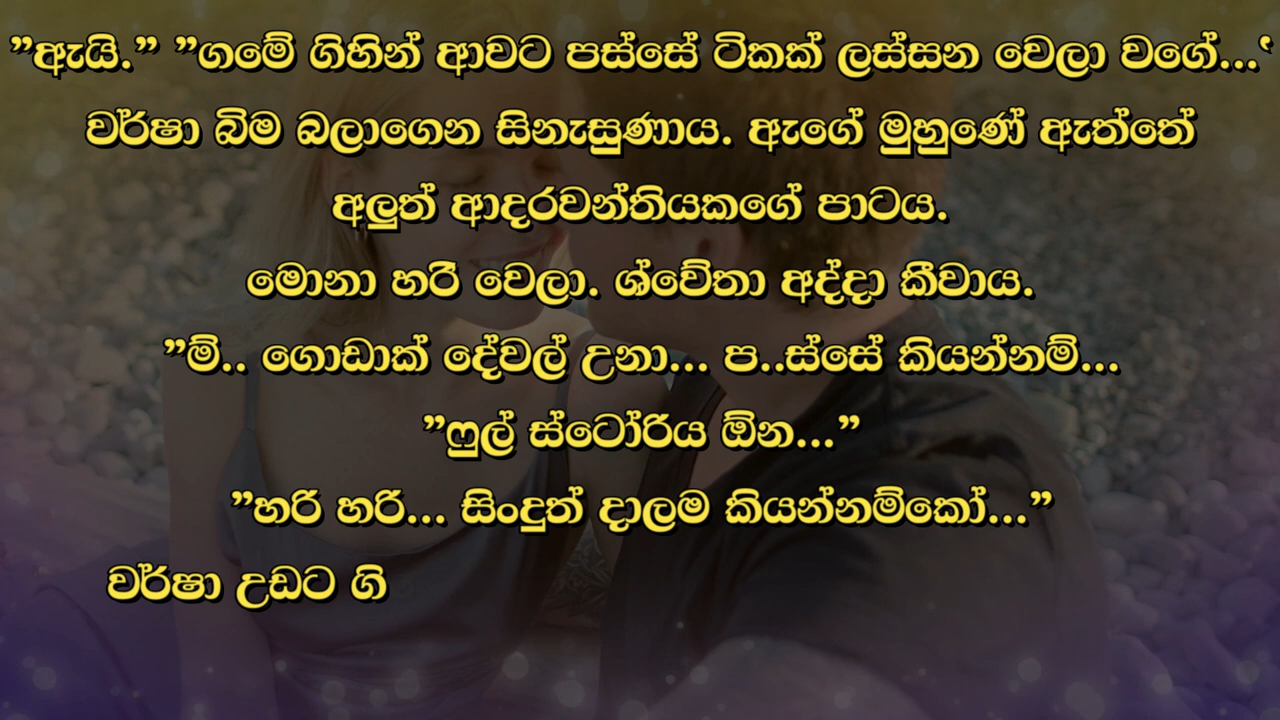 ”ඇයි.” ”ගමේ ගිහින් ආවට පස්සේ ටිකක් ලස්සන වෙලා වගේ...‛
වර්ෂා බිම බලාගෙන සිනැසුණාය. ඇගේ මුහුණේ ඇත්තේ
අලුත් ආදරවන්තියකගේ පාටය.
මොනා හරි වෙලා. ශ්වේතා අද්දා කීවාය.
”ම්.. ගොඩාක් දේවල් උනා... ප..ස්සේ කියන්නම්...
”ෆුල් ස්ටෝරිය ඕන...”
”හරි හරි... සිංදුත් දාලම කියන්නම්කෝ...”
වර්ෂා උඩට ගි